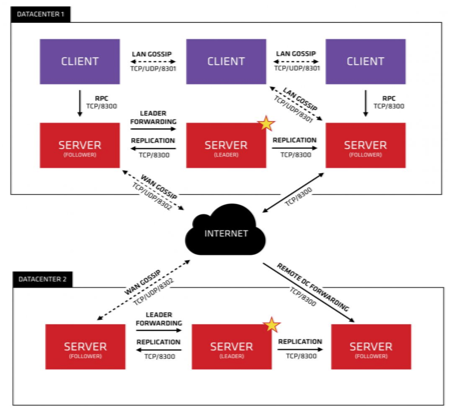 DATACENTER 1
CLIENT
LAN GOSSIP
TCP/UDP/8301
CLIENT
LAN GOSSIP
TCP/UDP/8301
CLIENT
RPC
TCP/8300
LAN GOSSIP
TCP/UDP/8301
RPC
TCP/8300
LEADER
FORWARDING
SERVER
(FOLLOWER)
REPLICATION
TCP/8300
SERVER
(LEADER)
REPLICATION
TCP/8300
SERVER
(FOLLOWER)
WAN GOSSIP
TCP/UDP/8302
TCP/8300
INTERNET
DATACENTER 2
WAN GOSSIP
TCP/UDP/8302
REMOTE DC FORWARDING
TCP/8300
LEADER
FORWARDING
SERVER
(FOLLOWER)
REPLICATION
TCP/8300
SERVER
(LEADER)
REPLICATION
TCP/8300
SERVER
(FOLLOWER)